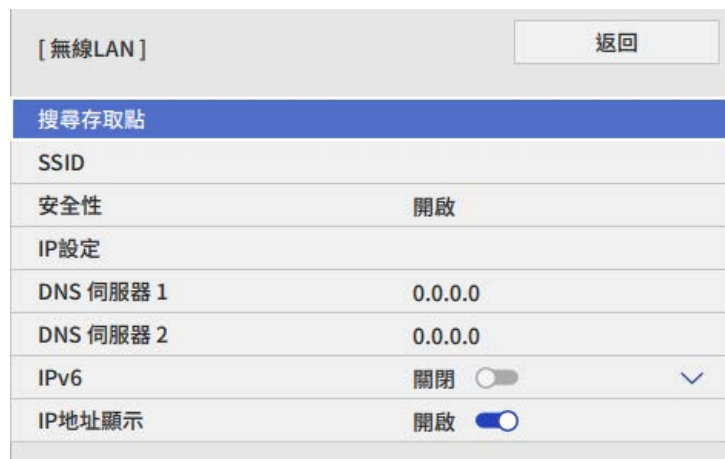 [ 無線LAN ]
返回
搜尋存取點
SSID
安全性 開啟
IP設定
DNS 伺服器 1 0.0.0.0
DNS 伺服器 2 0.0.0.0
IPv6 關閉
IP地址顯示 開啟